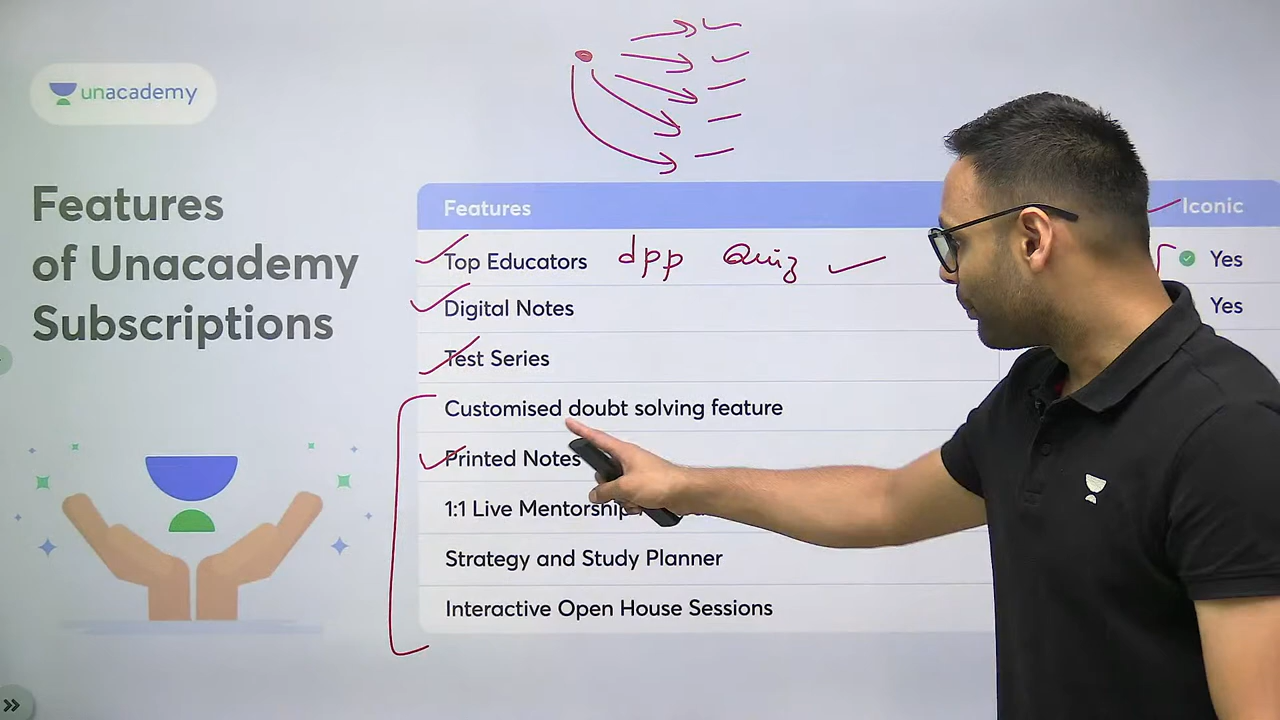 unacademy
Features
of Unacademy
Subscriptions
Features Iconic
Top Educators dpp Quiz Yes
Digital Notes Yes
Test Series
Customised doubt solving feature
Printed Notes
1:1 Live Mentorship
Strategy and Study Planner
Interactive Open House Sessions